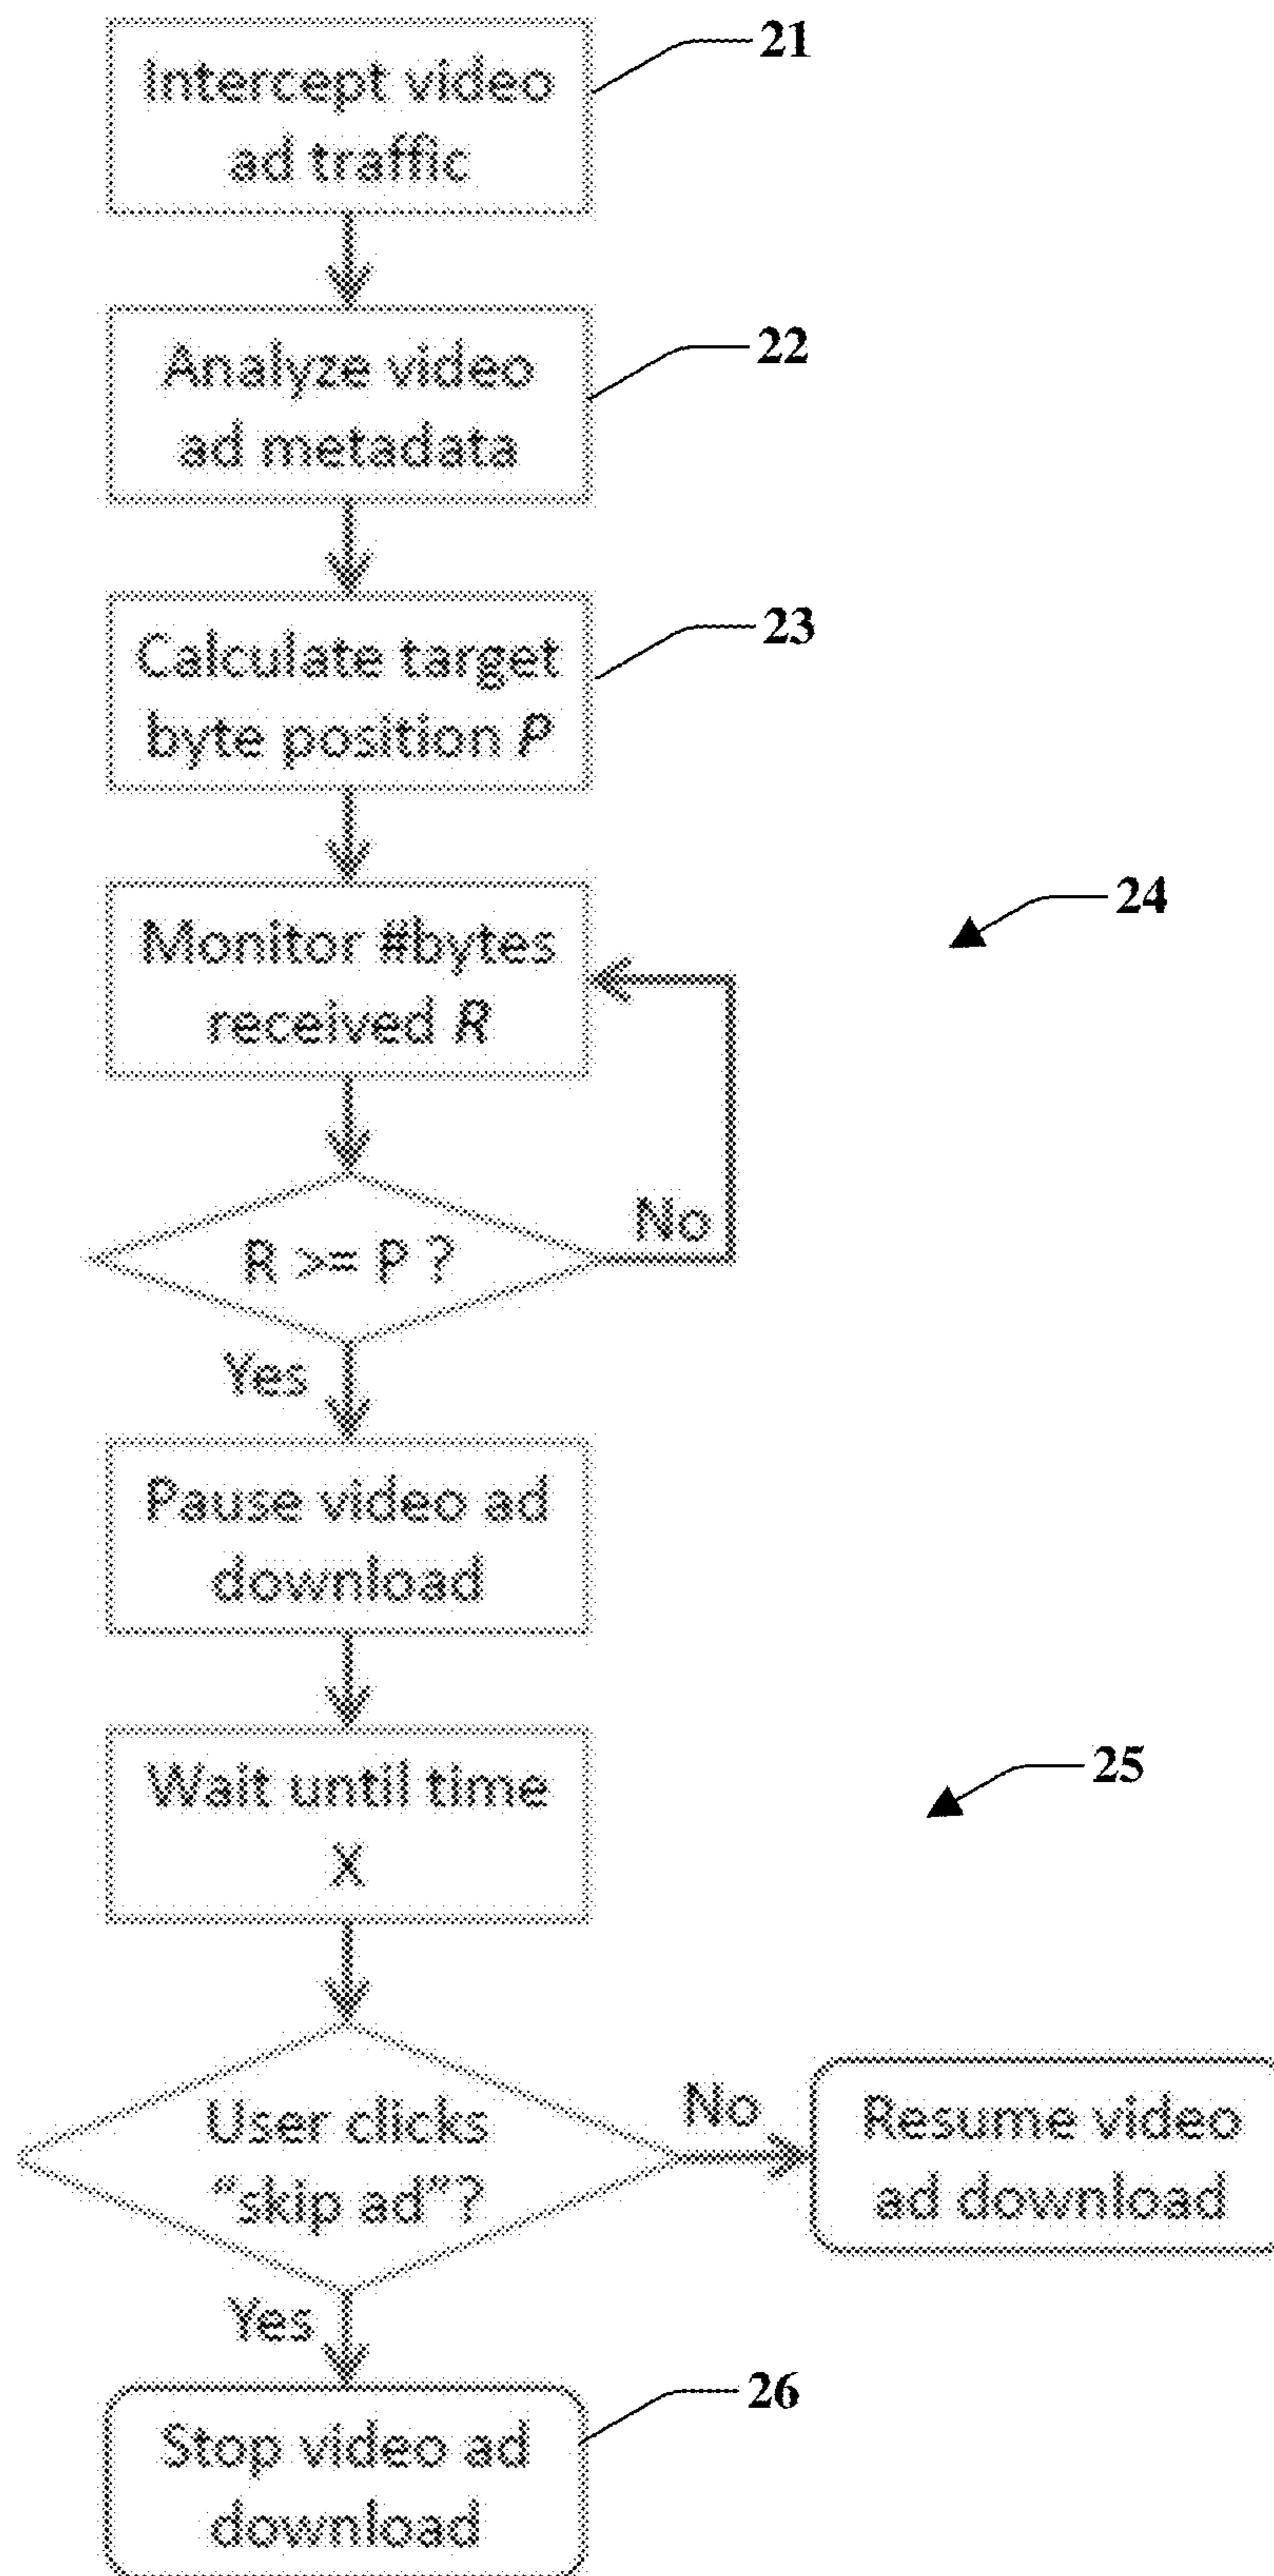 21
Intercept video
ad traffic
22
Analyze video
ad metadata
23
Calculate target
byte position P
24
Monitor #bytes
received R
No
R >= P ?
Yes
Pause video ad
download
25
Wait until time
X
User clicks
"skip ad"?
No
Resume video
ad download
Yes
26
Stop video ad
download